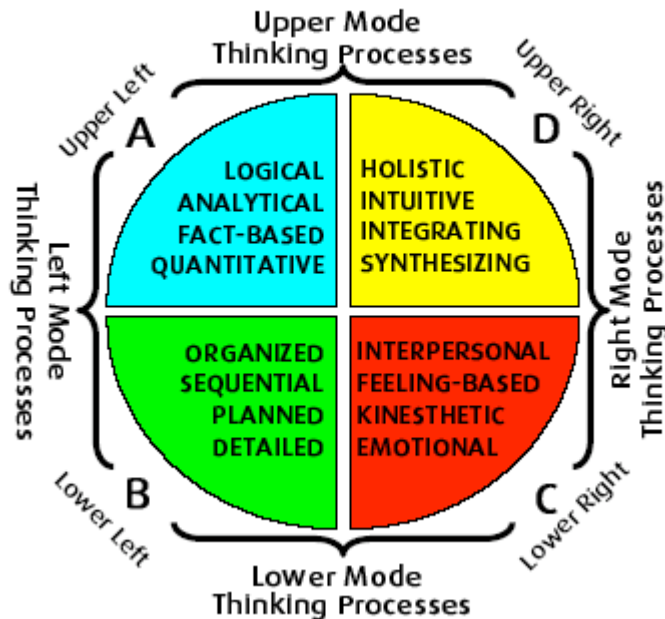 Upper Mode
Thinking Processes
Upper Left
A
D
Upper Right
LOGICAL
ANALYTICAL
FACT-BASED
QUANTITATIVE
HOLISTIC
INTUITIVE
INTEGRATING
SYNTHESIZING
Left Mode
Thinking Processes
Right Mode
Thinking Processes
ORGANIZED
SEQUENTIAL
PLANNED
DETAILED
INTERPERSONAL
FEELING-BASED
KINESTHETIC
EMOTIONAL
B
Lower Left
C
Lower Right
Lower Mode
Thinking Processes